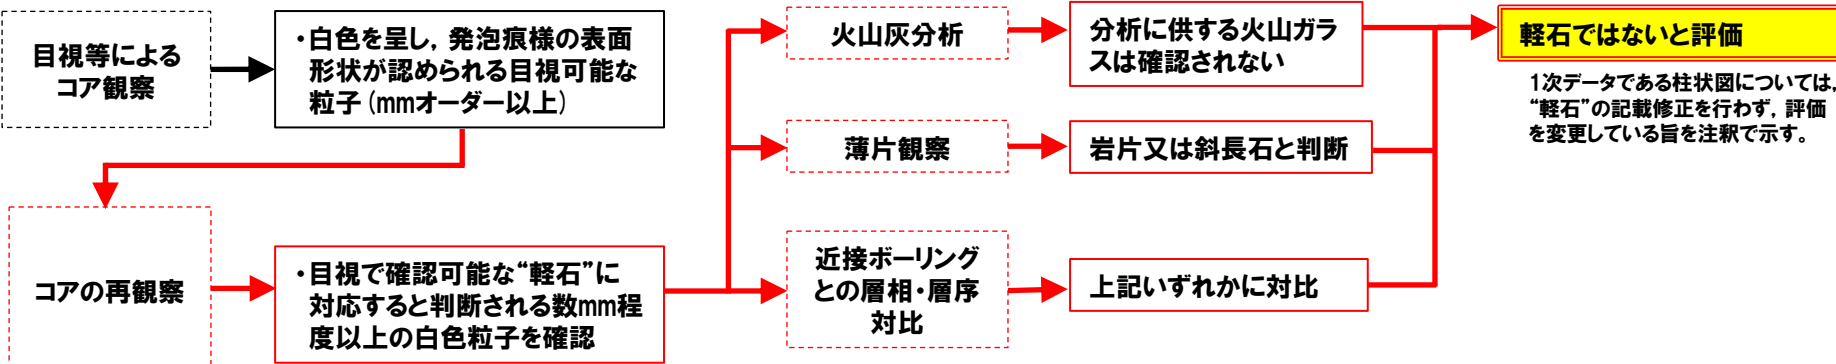 目視等による
コア観察
・白色を呈し，発泡痕様の表面
形状が認められる目視可能な
粒子（mmオーダー以上）
コアの再観察
・目視で確認可能な“軽石”に
対応すると判断される数mm程
度以上の白色粒子を確認
火山灰分析
分析に供する火山ガラ
スは確認されない
薄片観察
岩片又は斜長石と判断
近接ボーリング
との層相・層序
対比
上記いずれかに対比
軽石ではないと評価
1次データである柱状図については，
“軽石”の記載修正を行わず，評価
を変更している旨を注釈で示す。